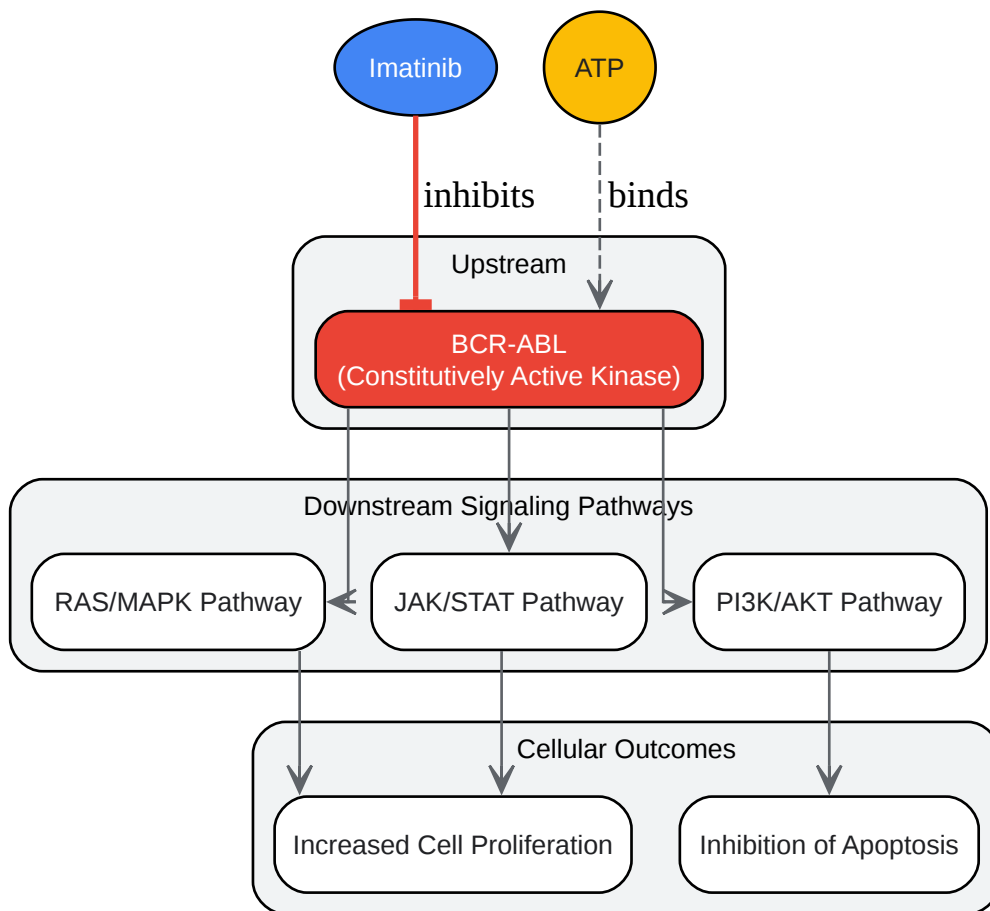 Imatinib
ATP
inhibits
binds
Upstream
BCR-ABL
(Constitutively Active Kinase)
Downstream Signaling Pathways
RAS/MAPK Pathway
JAK/STAT Pathway
PI3K/AKT Pathway
Cellular Outcomes
Increased Cell Proliferation
Inhibition of Apoptosis